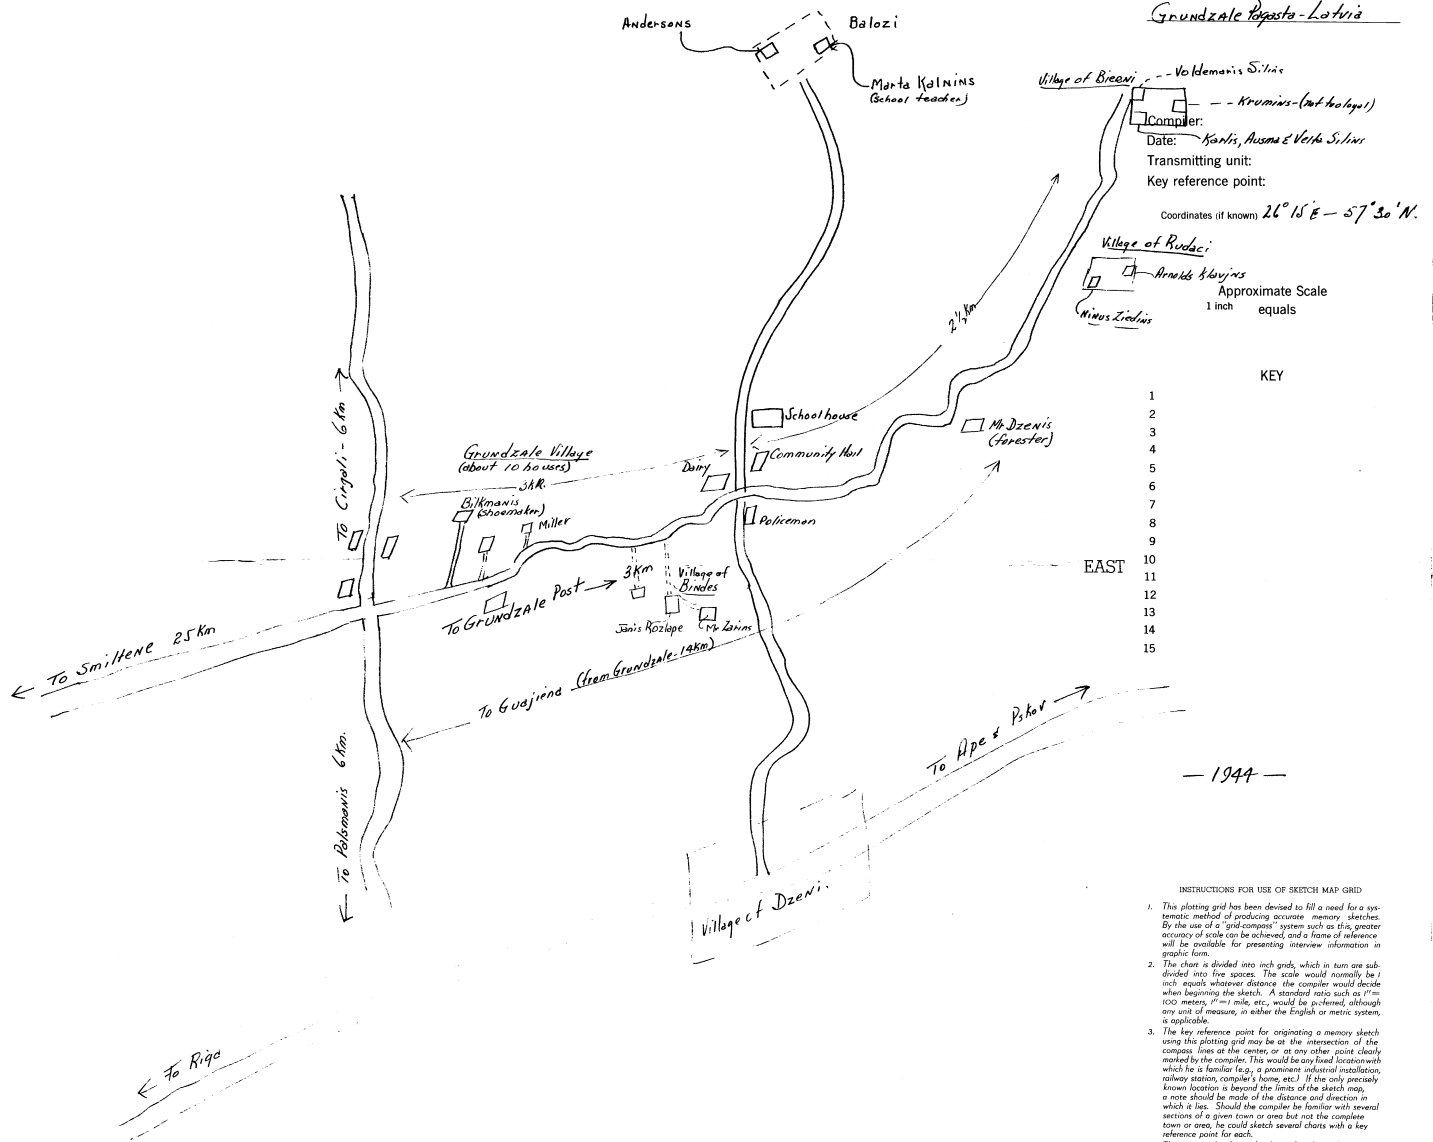 Grundzale Pagasta - Latvia
Andersons
Balozi
Marta Kalnins
(School teacher)
Village of Bierni
Voldemaris Silins
Krumins - (not too loyal)
Compiler:
Date:
Karlis, Ausma & Velta Silins
Transmitting unit:
Key reference point:
Coordinates (if known) 26° 15' E — 57° 30' N.
Village of Rudaci
Arnolds Klavjns
Approximate Scale
1 inch equals
Ninus Ziedins
2 1/2 Km
KEY
1
2
3
4
5
6
7
8
9
10
11
12
13
14
15
EAST
Schoolhouse
Mr Dzenis
(forester)
Community Hall
Dairy
Policeman
Grundzale Village
(about 10 houses)
3 KM.
Bilkmanis
(Shoemaker)
Miller
To Cirgali - 6 Km
To Grundzale Post
3 Km
Village of
Bindes
Janis Kozlape
Mr Zarins
To Smiltene 25 Km
To Guajiena (from Grundzale - 14 Km)
To Palsmanis 6 Km.
To Ape & Pskov
— 1944 —
Village of Dzeni.
To Riga
INSTRUCTIONS FOR USE OF SKETCH MAP GRID
1. This plotting grid has been devised to fill a need for a sys-
tematic method of producing accurate memory sketches.
By the use of a "grid-compass" system such as this, greater
accuracy of scale can be achieved, and a frame of reference
will be available for presenting interview information in
graphic form.
2. The chart is divided into inch grids, which in turn are sub-
divided into five spaces. The scale would normally be 1
inch equals whatever distance the compiler would decide
when beginning the sketch. A standard ratio such as 1"=
100 meters, 1"=1 mile, etc., would be preferred, although
any unit of measure, in either the English or metric system,
is applicable.
3. The key reference point for originating a memory sketch
using this plotting grid may be at the intersection of the
compass lines at the center, or at any other point clearly
marked by the compiler. This would be any fixed location with
which he is familiar (e.g., a prominent industrial installation,
railway station, compiler's home, etc.) If the only precisely
known location is beyond the limits of the sketch map,
a note should be made of the distance and direction in
which it lies. Should the compiler be familiar with several
sections of a given town or area but not the complete
town or area, he could sketch several charts with a key
reference point for each.